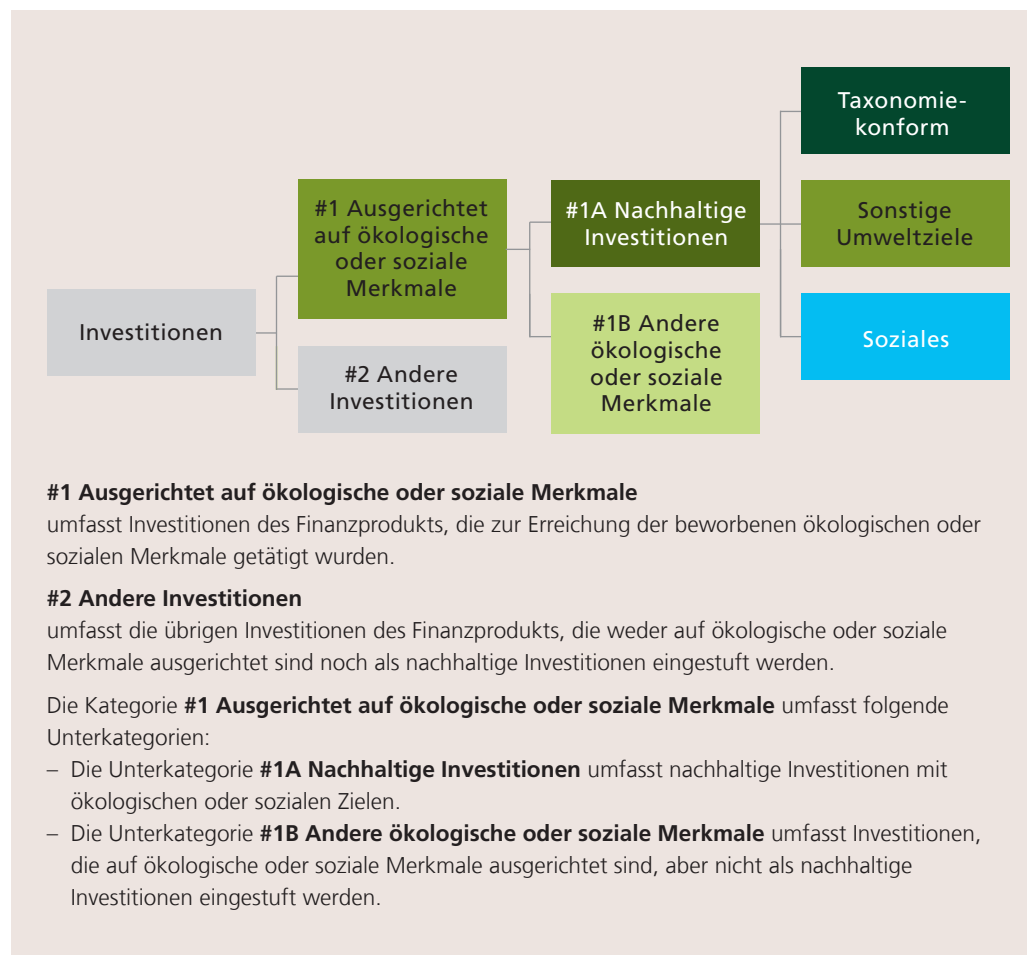 Taxonomie-
konform
#1 Ausgerichtet
auf ökologische
oder soziale
Merkmale
#1A Nachhaltige
Investitionen
Sonstige
Umweltziele
Investitionen
#2 Andere
Investitionen
#1B Andere
ökologische
oder soziale
Merkmale
Soziales
#1 Ausgerichtet auf ökologische oder soziale Merkmale
umfasst Investitionen des Finanzprodukts, die zur Erreichung der beworbenen ökologischen oder
sozialen Merkmale getätigt wurden.
#2 Andere Investitionen
umfasst die übrigen Investitionen des Finanzprodukts, die weder auf ökologische oder soziale
Merkmale ausgerichtet sind noch als nachhaltige Investitionen eingestuft werden.
Die Kategorie #1 Ausgerichtet auf ökologische oder soziale Merkmale umfasst folgende
Unterkategorien:
– Die Unterkategorie #1A Nachhaltige Investitionen umfasst nachhaltige Investitionen mit
ökologischen oder sozialen Zielen.
– Die Unterkategorie #1B Andere ökologische oder soziale Merkmale umfasst Investitionen,
die auf ökologische oder soziale Merkmale ausgerichtet sind, aber nicht als nachhaltige
Investitionen eingestuft werden.